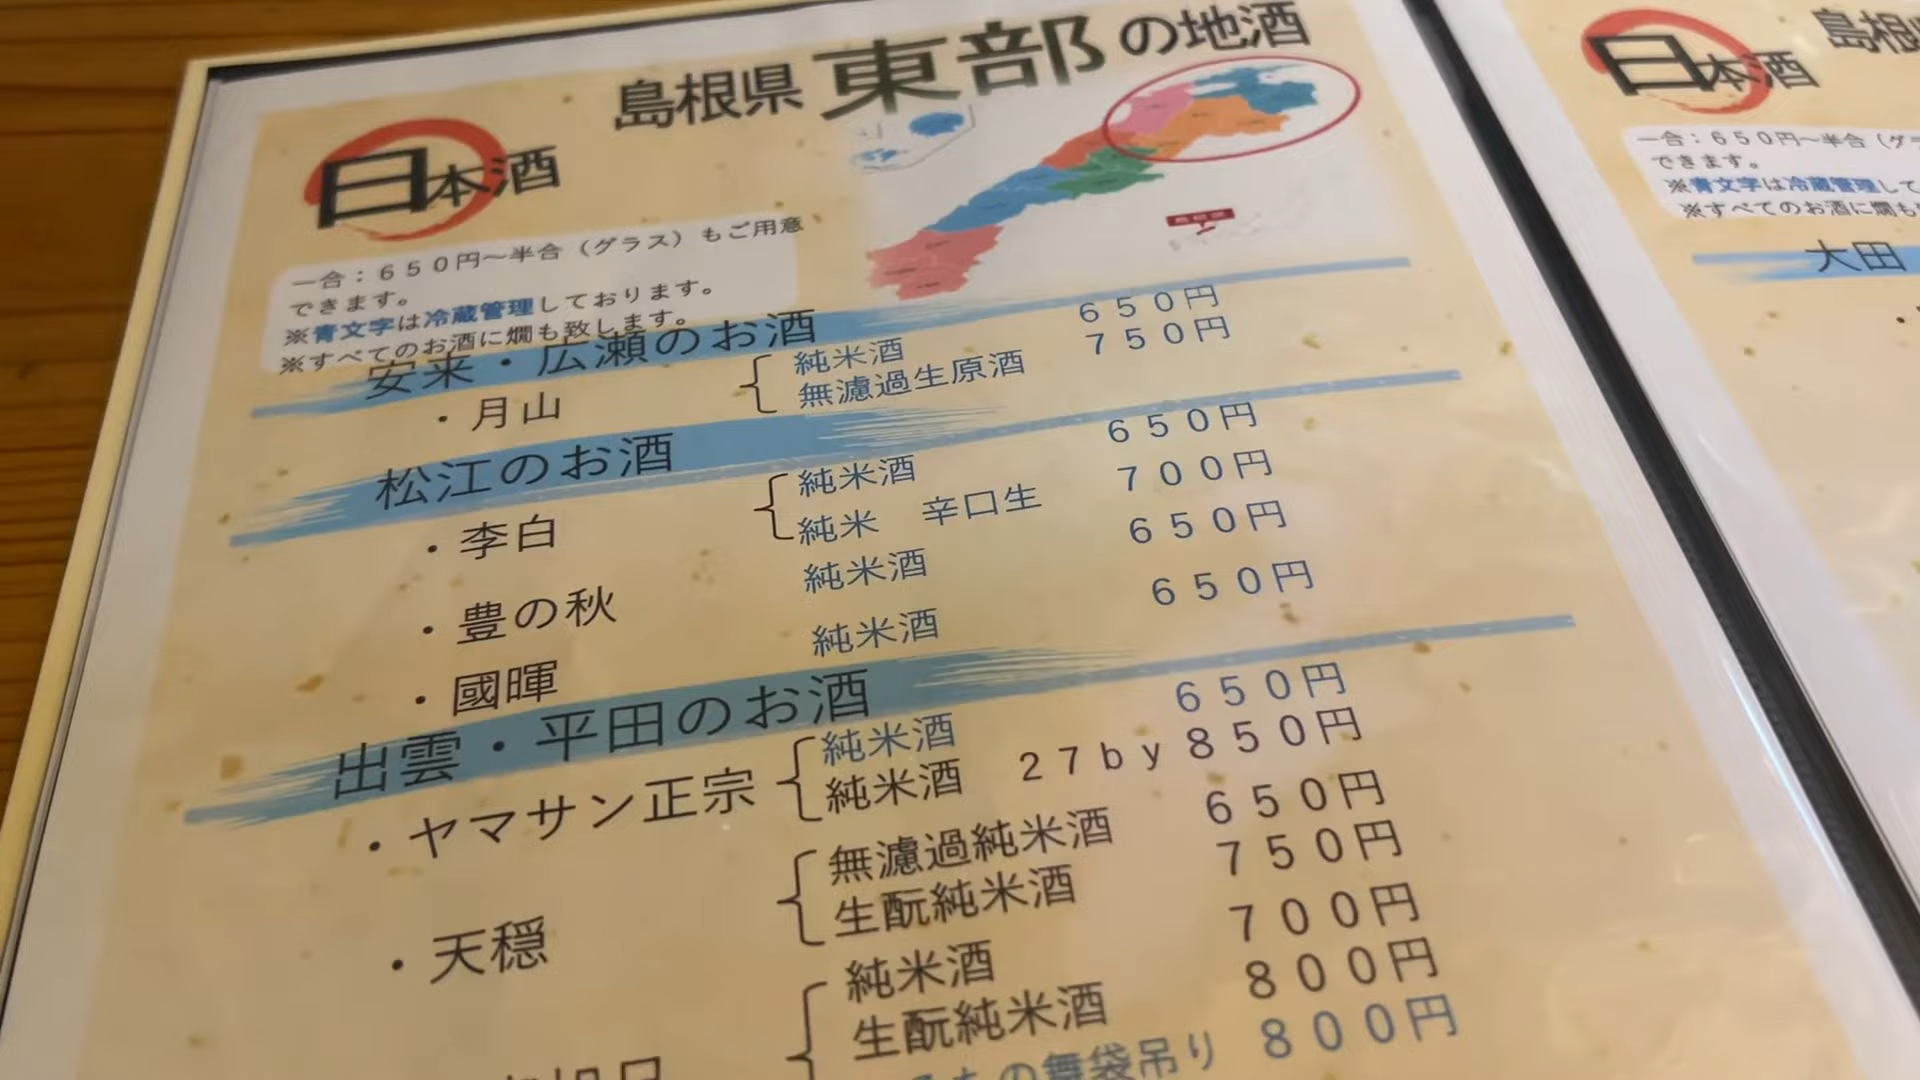 島根県 東部の地酒
日本酒
一合：６５０円～半合（グラス）もご用意
できます。
※青文字は冷蔵管理しております。
※すべてのお酒に燗も致します。
安来・広瀬のお酒
・月山
純米酒 ６５０円
無濾過生原酒 ７５０円
松江のお酒
・李白
純米酒 ６５０円
純米　辛口生 ７００円
・豊の秋 純米酒 ６５０円
・國暉 純米酒 ６５０円
出雲・平田のお酒
・ヤマサン正宗
純米酒 ６５０円
純米酒　２７ｂｙ ８５０円
・天穏
無濾過純米酒 ６５０円
生酛純米酒 ７５０円
純米酒 ７００円
生酛純米酒 ８００円
の舞袋吊り ８００円
日本酒
島根
一合：６５０円～半合（グラ
できます。
※青文字は冷蔵管理して
※すべてのお酒に燗も
大田